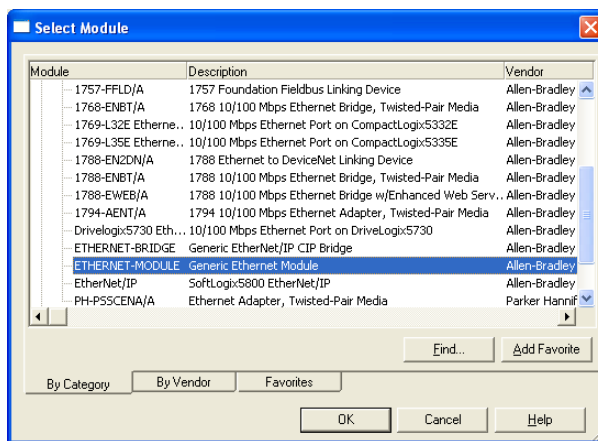 Select Module
Module Description Vendor
1757-FFLD/A 1757 Foundation Fieldbus Linking Device Allen-Bradley
1768-ENBT/A 1768 10/100 Mbps Ethernet Bridge, Twisted-Pair Media Allen-Bradley
1769-L32E Etherne... 10/100 Mbps Ethernet Port on CompactLogix5332E Allen-Bradley
1769-L35E Etherne... 10/100 Mbps Ethernet Port on CompactLogix5335E Allen-Bradley
1788-EN2DN/A 1788 Ethernet to DeviceNet Linking Device Allen-Bradley
1788-ENBT/A 1788 10/100 Mbps Ethernet Bridge, Twisted-Pair Media Allen-Bradley
1788-EWEB/A 1788 10/100 Mbps Ethernet Bridge w/Enhanced Web Serv... Allen-Bradley
1794-AENT/A 1794 10/100 Mbps Ethernet Adapter, Twisted-Pair Media Allen-Bradley
Drivelogix5730 Eth... 10/100 Mbps Ethernet Port on DriveLogix5730 Allen-Bradley
ETHERNET-BRIDGE Generic EtherNet/IP CIP Bridge Allen-Bradley
ETHERNET-MODULE Generic Ethernet Module Allen-Bradley
EtherNet/IP SoftLogix5800 EtherNet/IP Allen-Bradley
PH-PSSCENA/A Ethernet Adapter, Twisted-Pair Media Parker Hannif
Find... Add Favorite
By Category By Vendor Favorites
OK Cancel Help